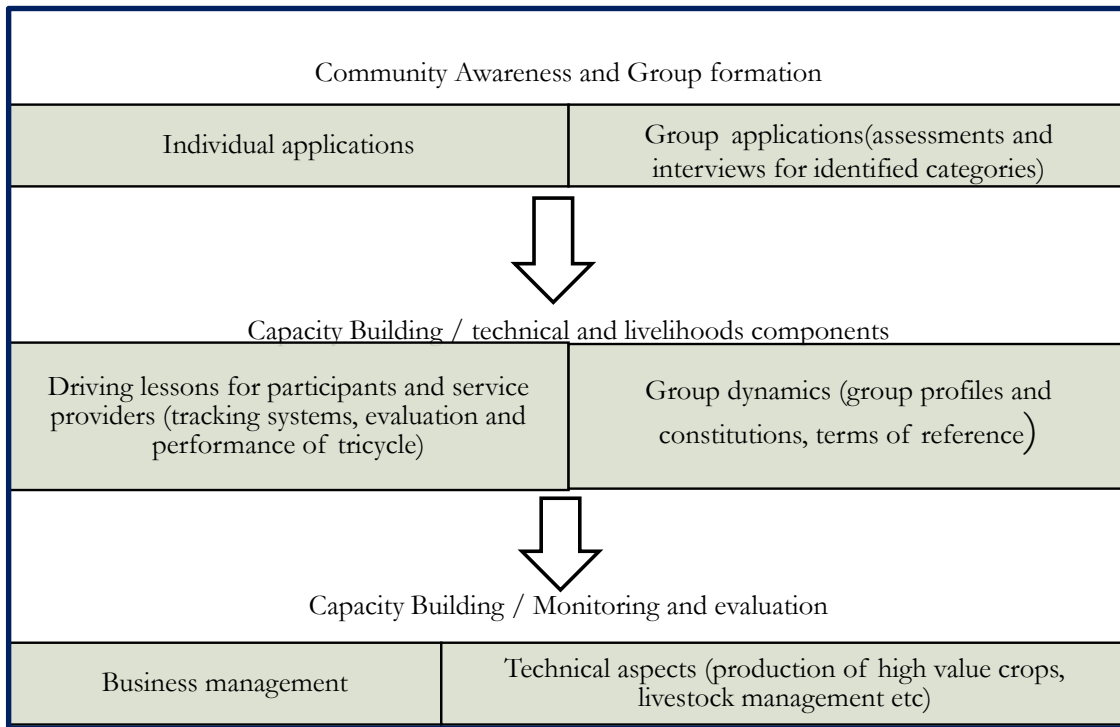 Community Awareness and Group formation
Individual applications
Group applications(assessments and
interviews for identified categories)
Capacity Building / technical and livelihoods components
Driving lessons for participants and service
providers (tracking systems, evaluation and
performance of tricycle)
Group dynamics (group profiles and
constitutions, terms of reference)
Capacity Building / Monitoring and evaluation
Business management
Technical aspects (production of high value crops,
livestock management etc)